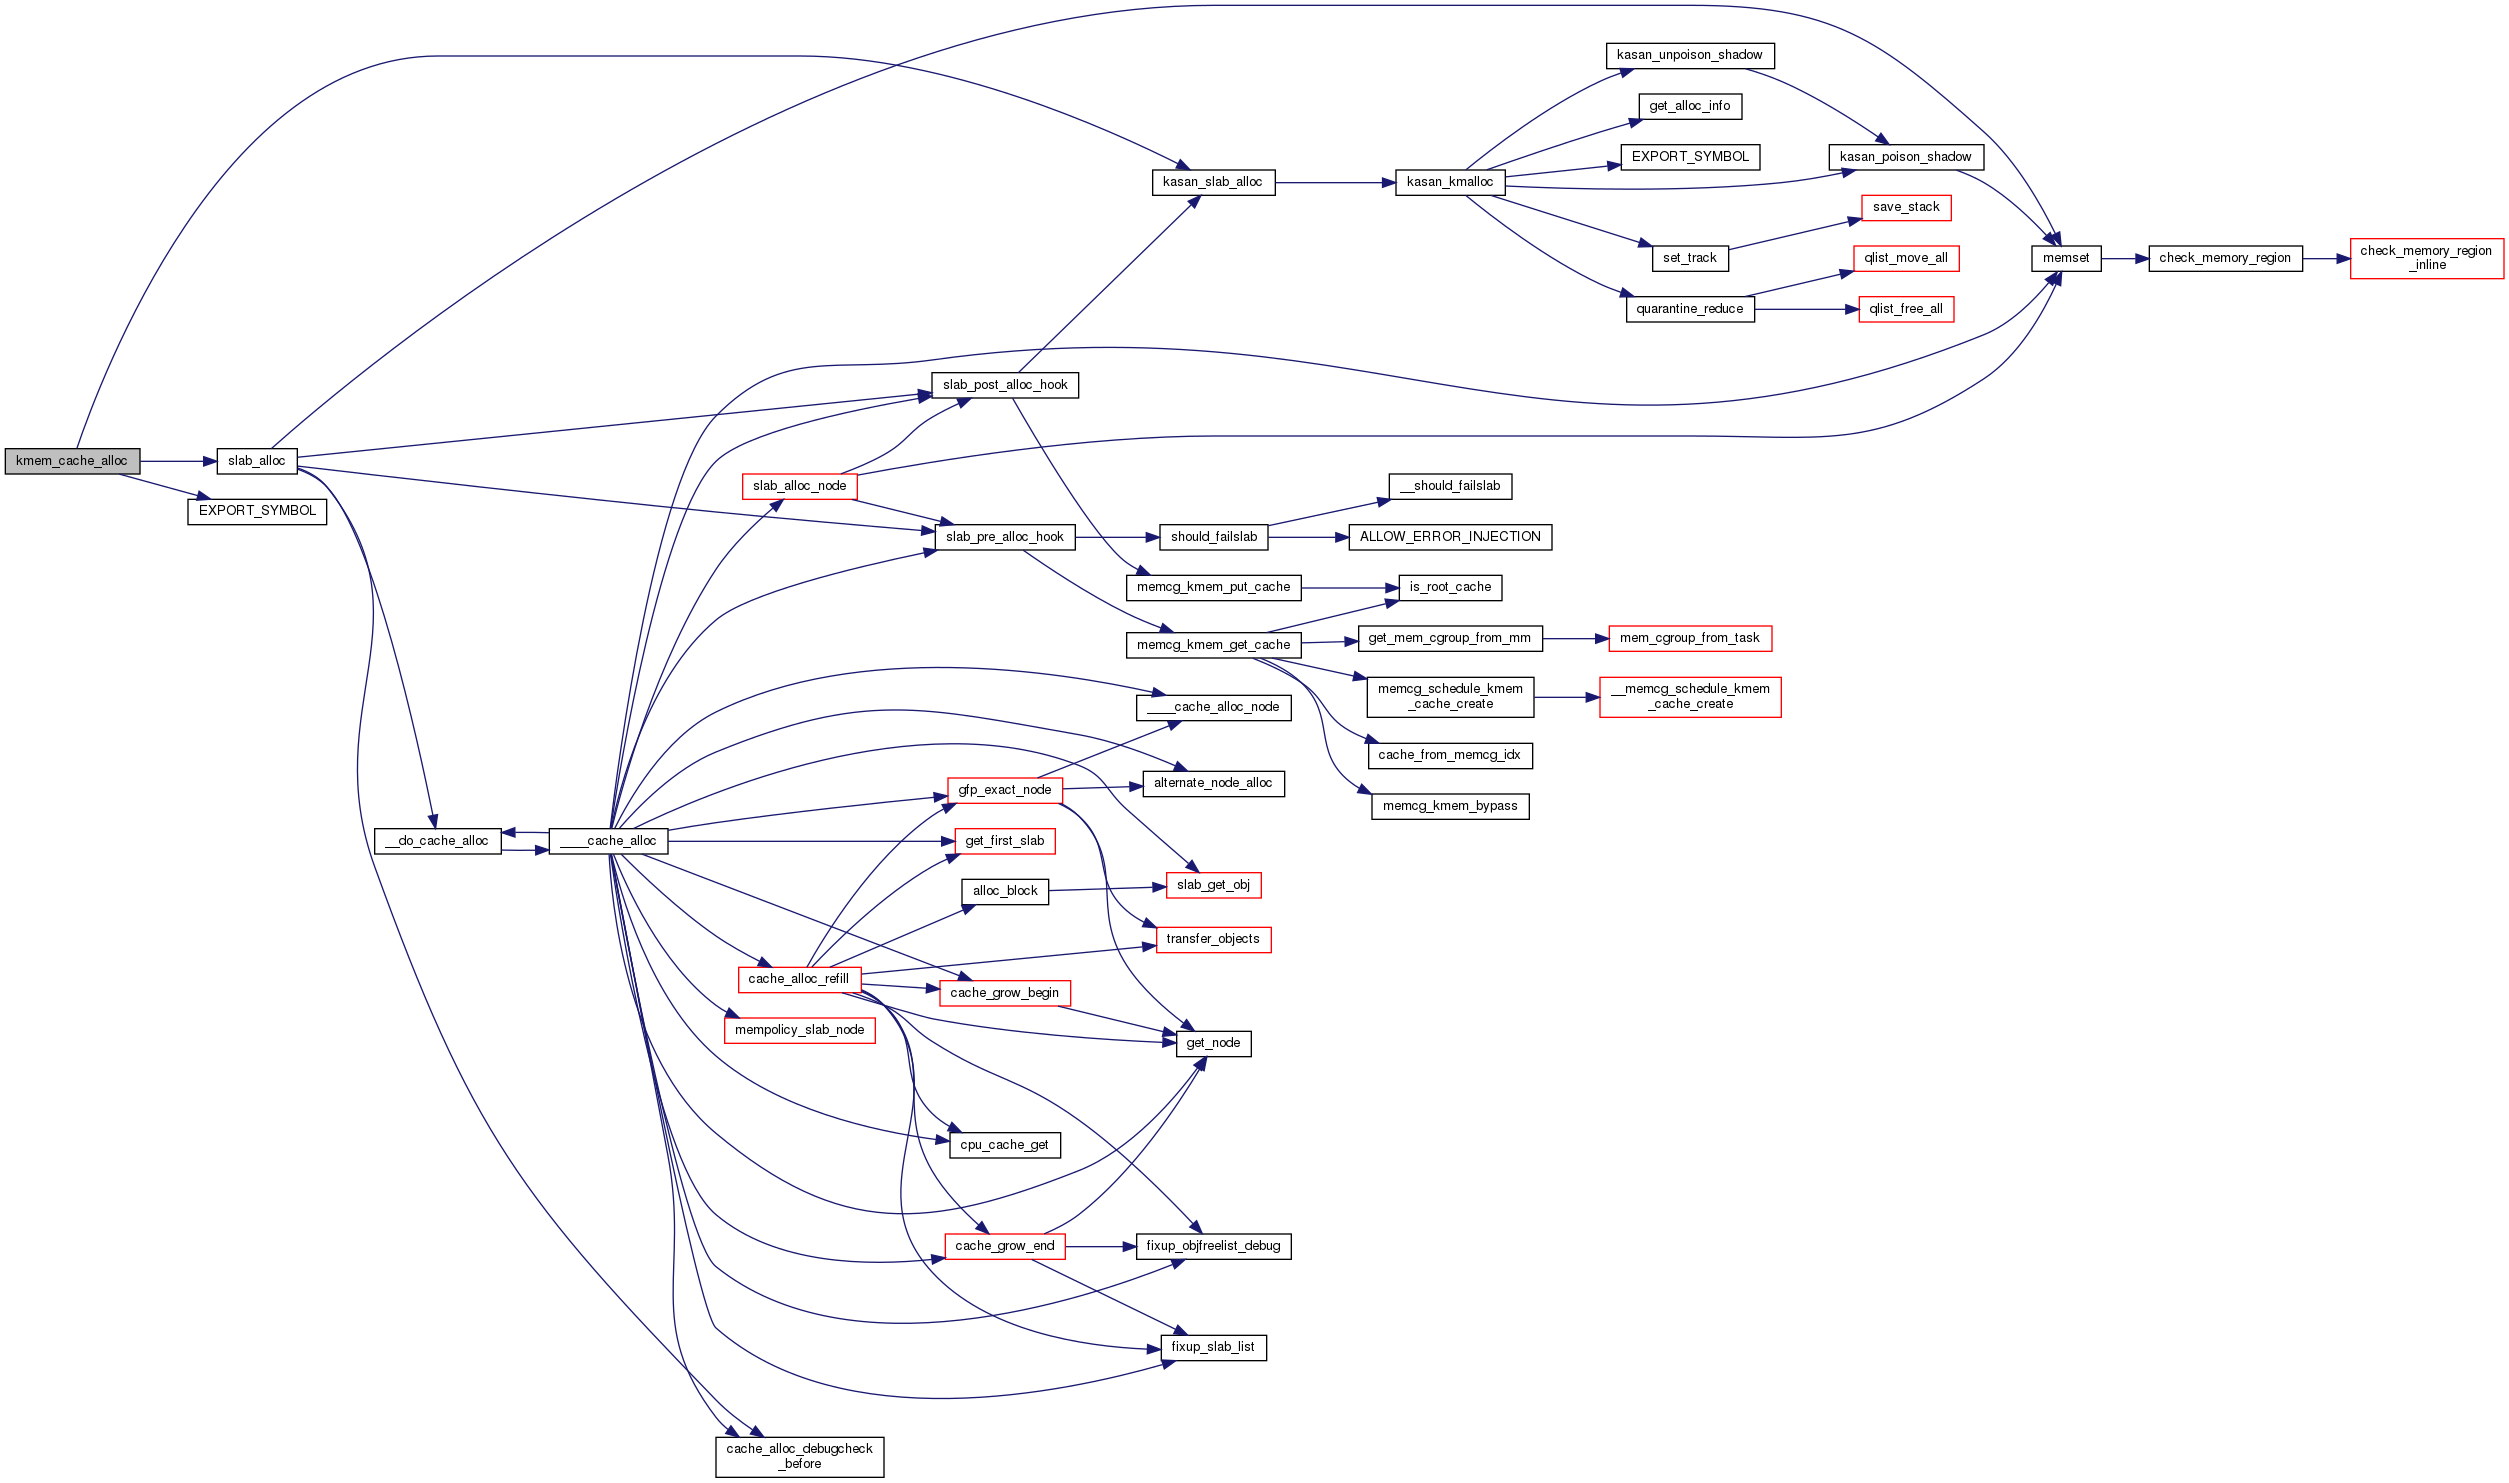 kasan_unpoison_shadow
get_alloc_info
EXPORT_SYMBOL
kasan_poison_shadow
kasan_slab_alloc
kasan_kmalloc
save_stack
set_track
qlist_move_all
memset
check_memory_region
check_memory_region
_inline
quarantine_reduce
qlist_free_all
slab_post_alloc_hook
kmem_cache_alloc
slab_alloc
slab_alloc_node
__should_failslab
EXPORT_SYMBOL
slab_pre_alloc_hook
should_failslab
ALLOW_ERROR_INJECTION
memcg_kmem_put_cache
is_root_cache
memcg_kmem_get_cache
get_mem_cgroup_from_mm
mem_cgroup_from_task
memcg_schedule_kmem
_cache_create
__memcg_schedule_kmem
_cache_create
____cache_alloc_node
cache_from_memcg_idx
gfp_exact_node
alternate_node_alloc
memcg_kmem_bypass
__do_cache_alloc
____cache_alloc
get_first_slab
alloc_block
slab_get_obj
transfer_objects
cache_alloc_refill
cache_grow_begin
mempolicy_slab_node
get_node
cpu_cache_get
cache_grow_end
fixup_objfreelist_debug
fixup_slab_list
cache_alloc_debugcheck
_before